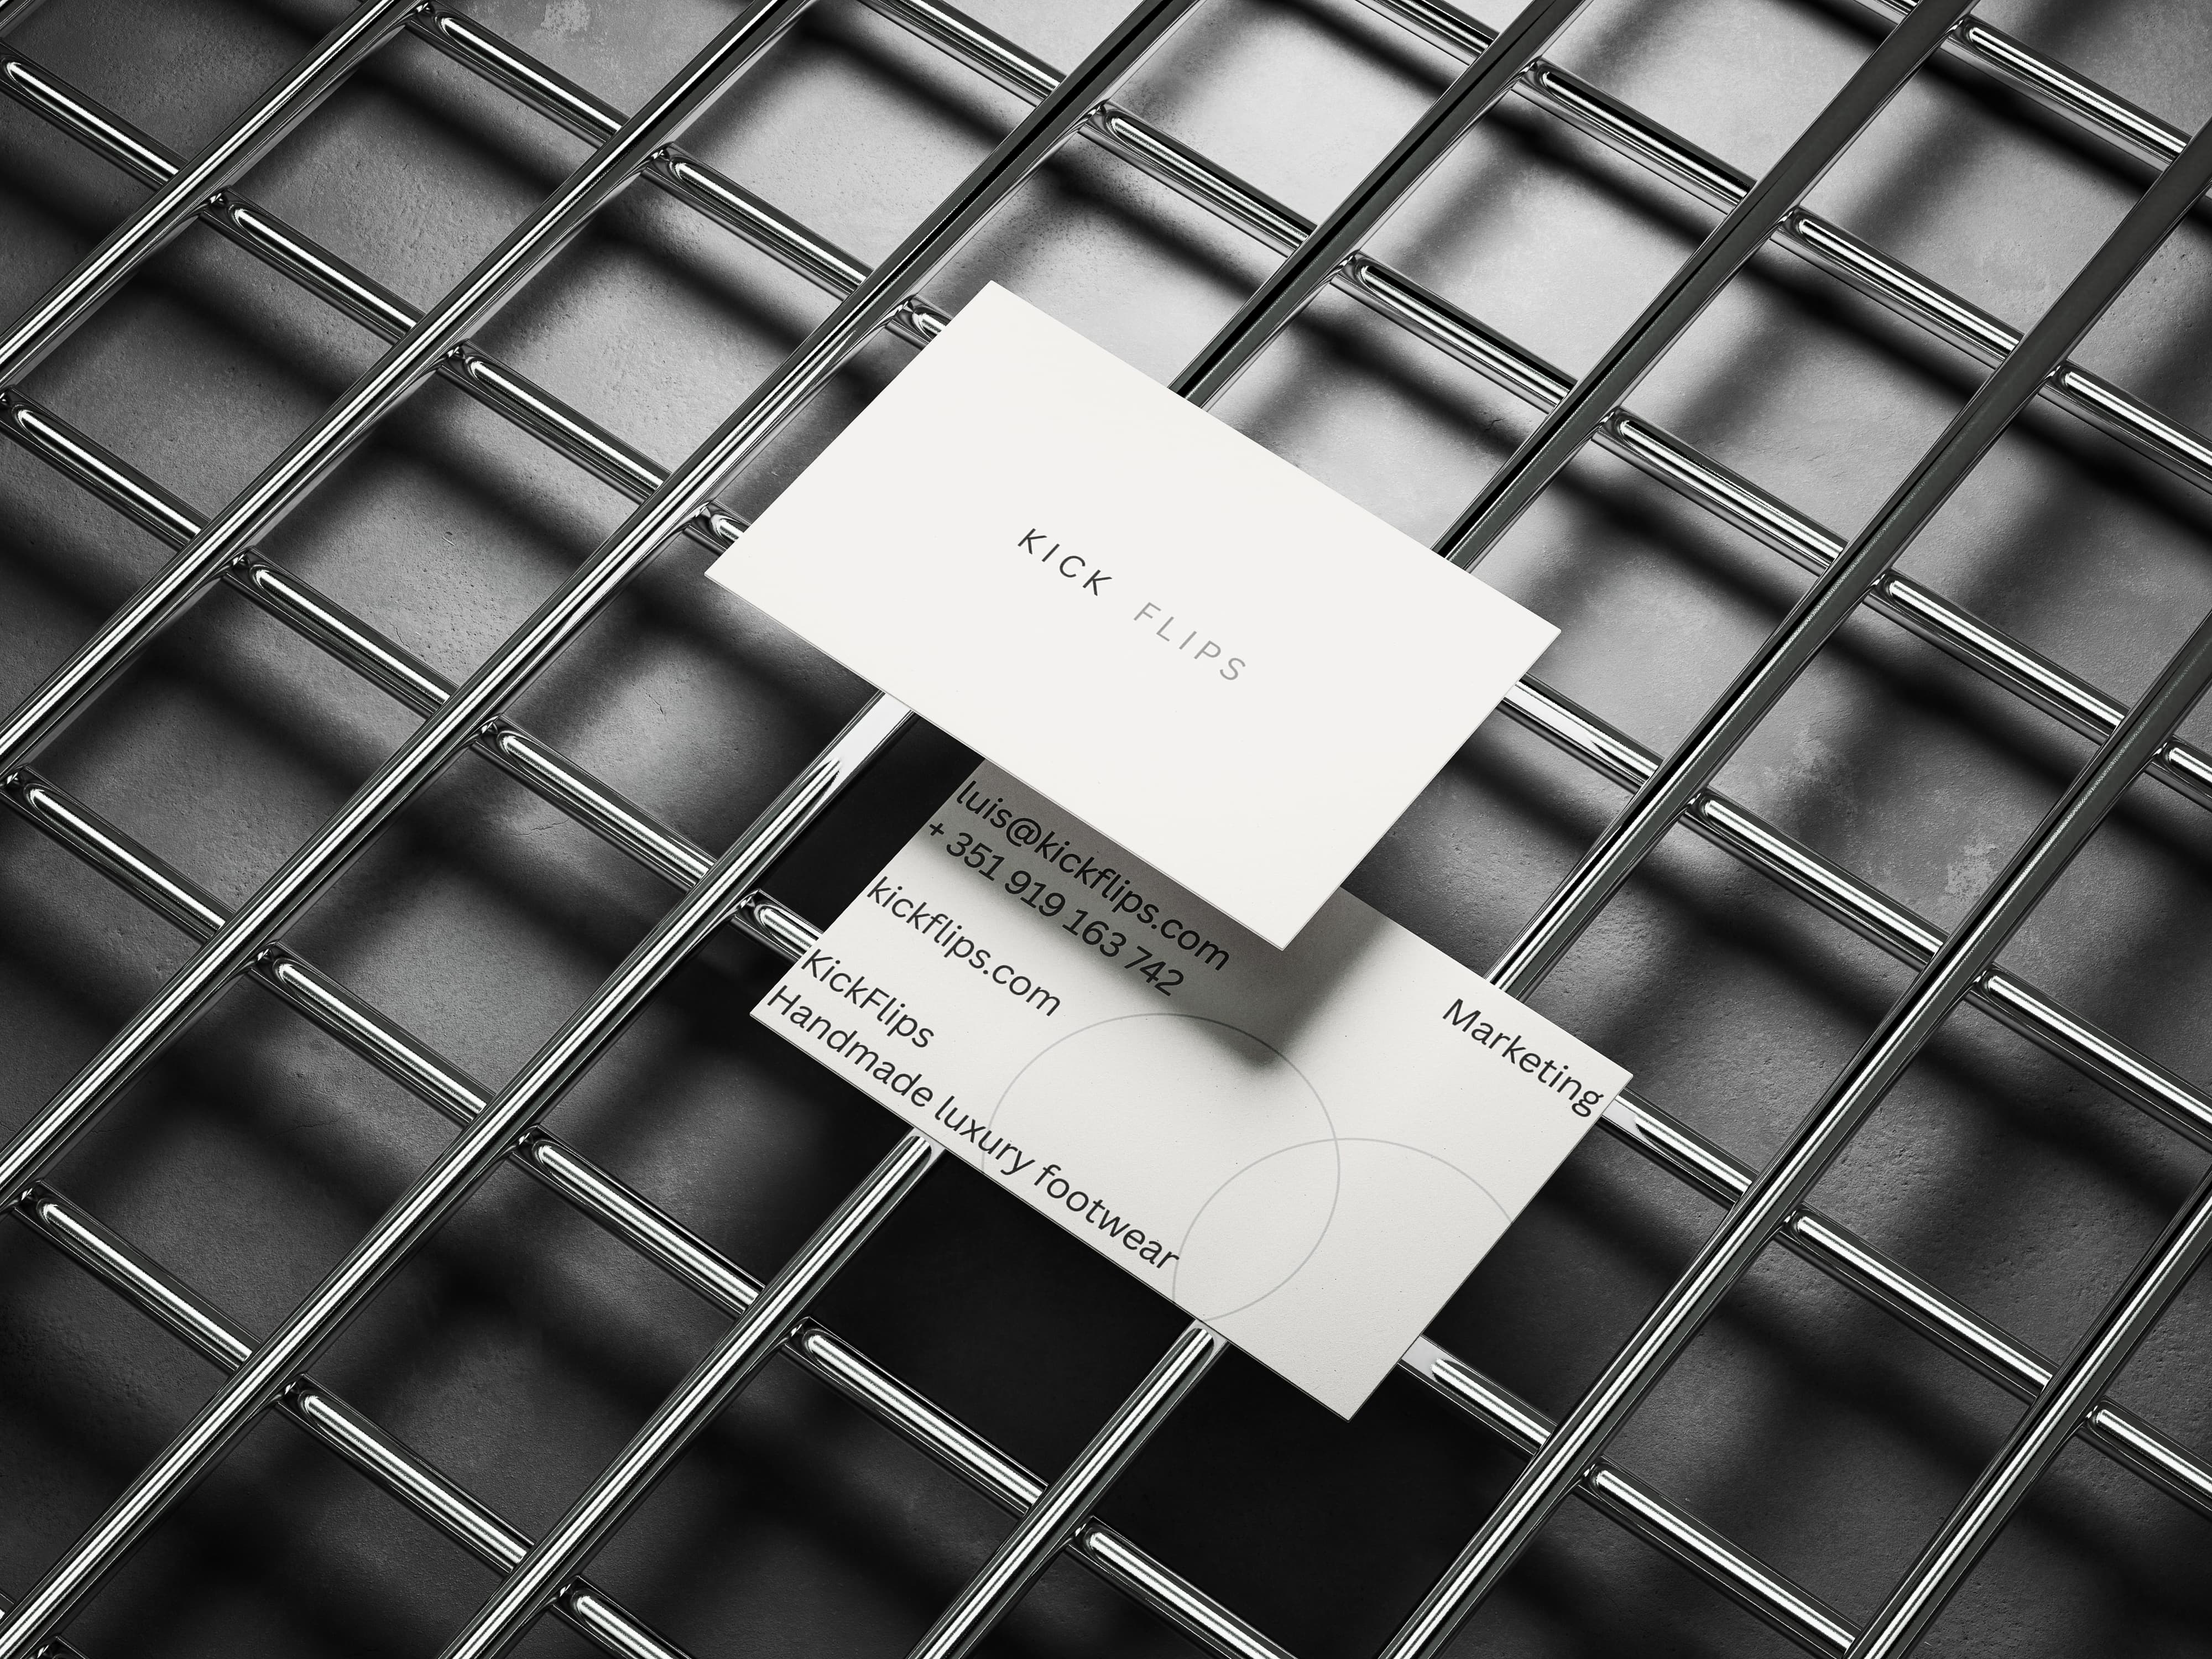 KICK FLIPS
luis@kickflips.com
+ 351 919 163 742
kickflips.com
KickFlips
Handmade luxury footwear
Marketing